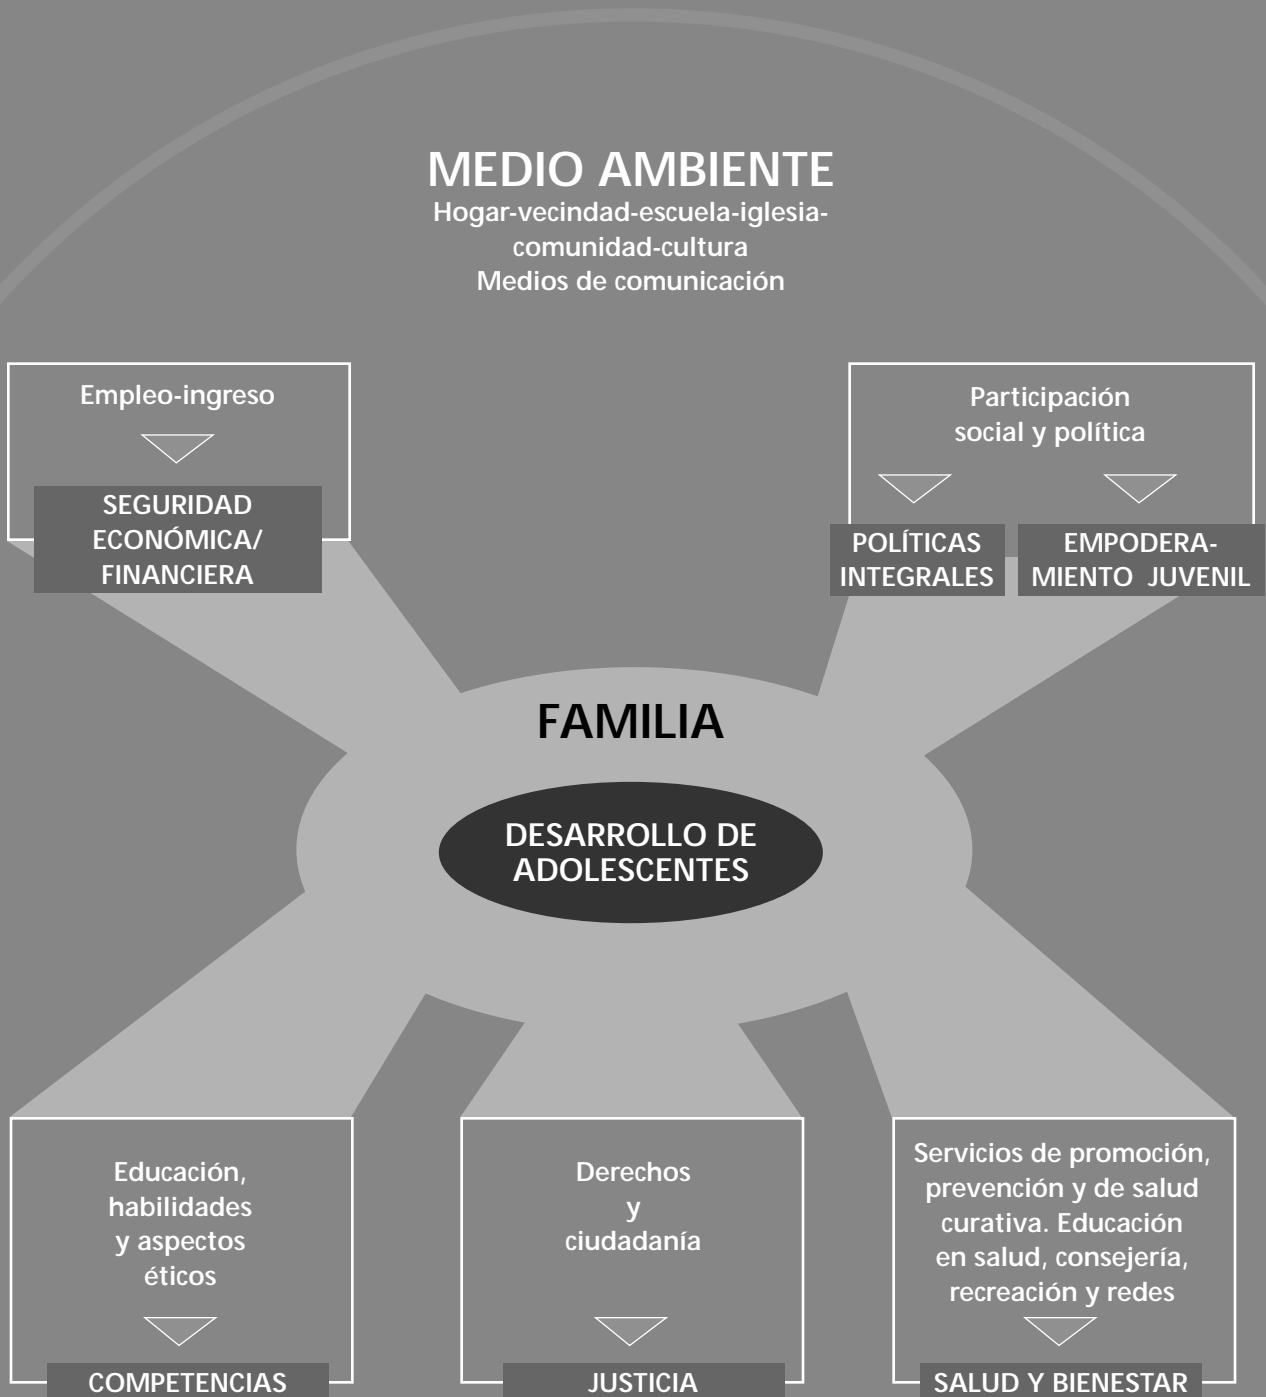 MEDIO AMBIENTE
Hogar-vecindad-escuela-iglesia-
comunidad-cultura
Medios de comunicación
Empleo-ingreso
SEGURIDAD
ECONÓMICA/
FINANCIERA
Participación
social y política
POLÍTICAS
INTEGRALES
EMPODERA-
MIENTO JUVENIL
FAMILIA
DESARROLLO DE
ADOLESCENTES
Educación,
habilidades
y aspectos
éticos
COMPETENCIAS
Derechos
y
ciudadanía
JUSTICIA
Servicios de promoción,
prevención y de salud
curativa. Educación
en salud, consejería,
recreación y redes
SALUD Y BIENESTAR